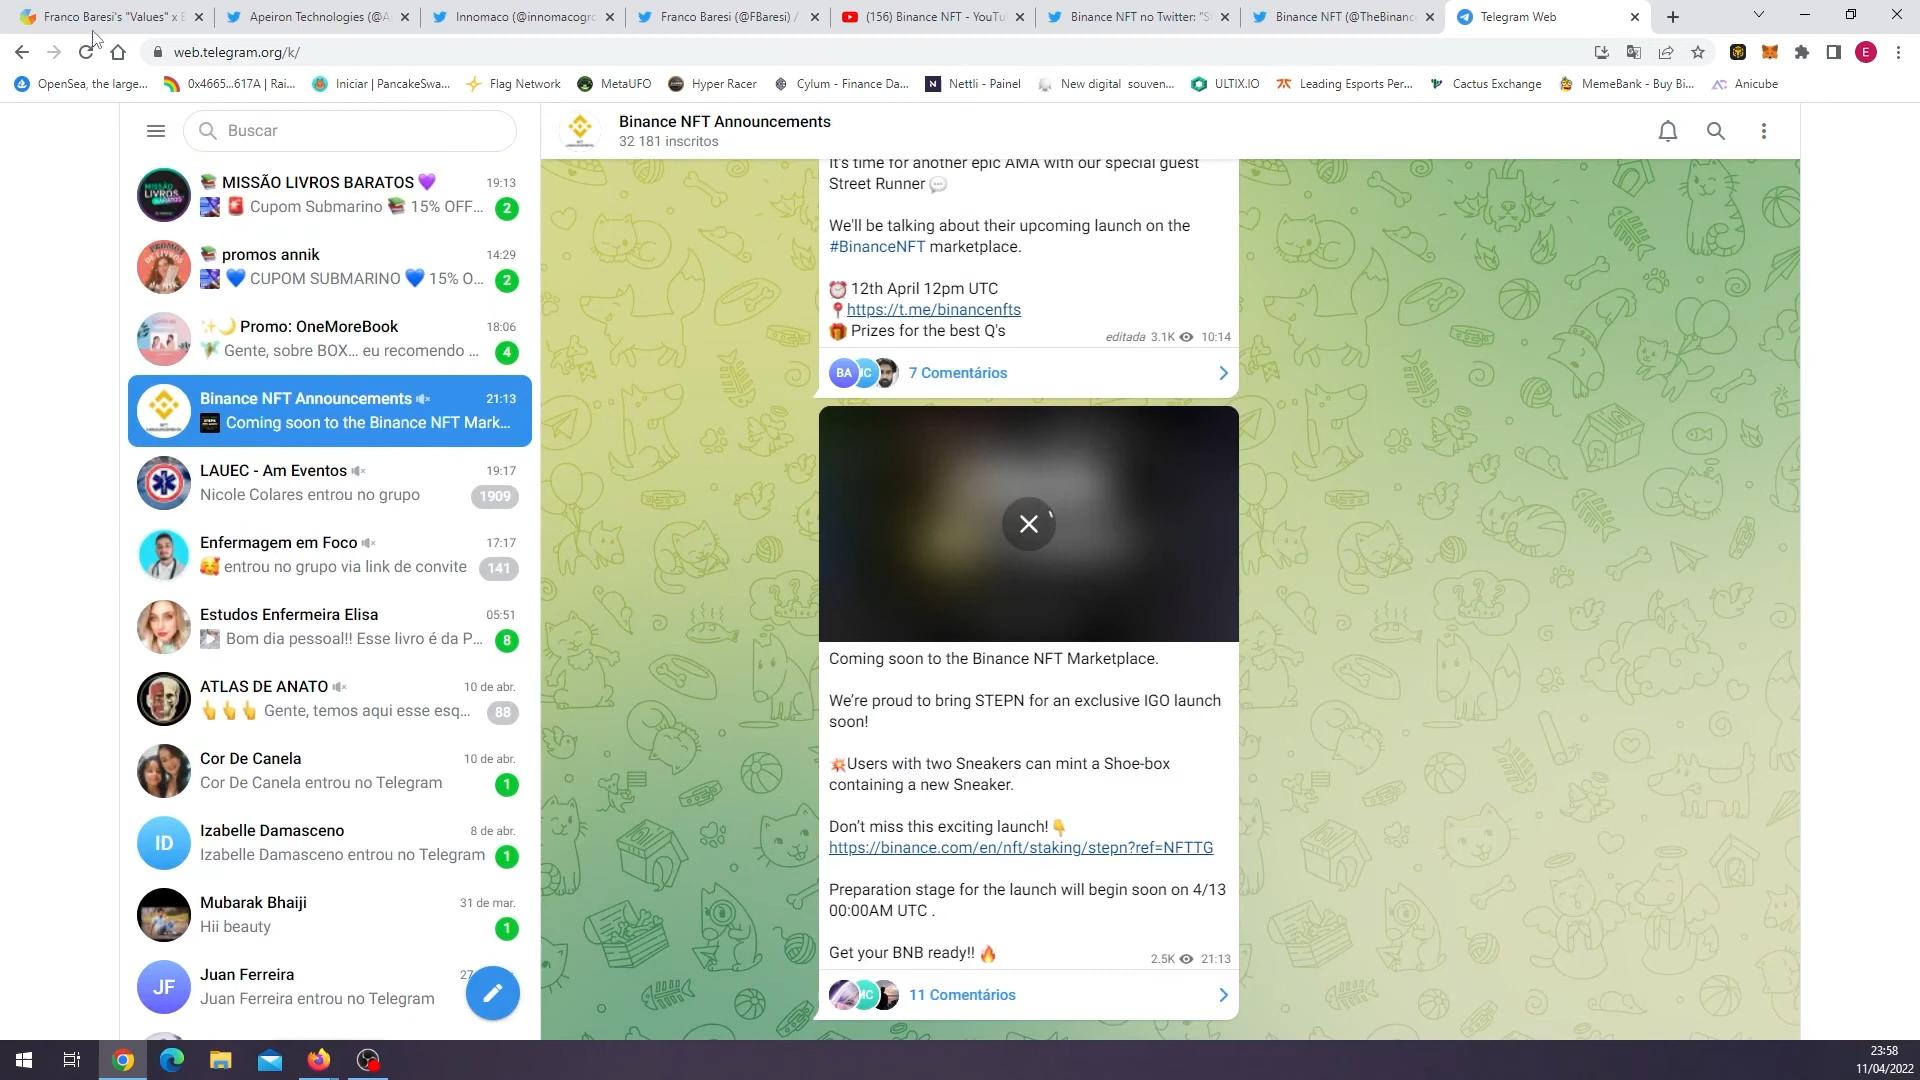 Franco Baresi's "Values" x B
Apeiron Technologies (@A
Innomaco (@innomacogro
Franco Baresi (@FBaresi) /
(156) Binance NFT - YouTu
Binance NFT no Twitter: "S
Binance NFT (@TheBinanc
Telegram Web
web.telegram.org/k/
E
OpenSea, the large...
0x4665...617A | Rai...
Iniciar | PancakeSwa...
Flag Network
MetaUFO
Hyper Racer
Cylum - Finance Da...
Nettli - Painel
New digital souven...
ULTIX.IO
Leading Esports Per...
Cactus Exchange
MemeBank - Buy Bi...
Anicube
Buscar
📚 MISSÃO LIVROS BARATOS 💜 19:13
🚨 Cupom Submarino 📚 15% OFF... 2
📚 promos annik 14:29
💙 CUPOM SUBMARINO 💙 15% O... 2
✨🌙 Promo: OneMoreBook 18:06
Gente, sobre BOX... eu recomendo ... 4
Binance NFT Announcements 21:13
Coming soon to the Binance NFT Mark...
LAUEC - Am Eventos 19:17
Nicole Colares entrou no grupo 1909
Enfermagem em Foco 17:17
🥰 entrou no grupo via link de convite 141
Estudos Enfermeira Elisa 05:51
Bom dia pessoal!! Esse livro é da P... 8
ATLAS DE ANATO 10 de abr.
👆👆👆 Gente, temos aqui esse esq... 88
Cor De Canela 10 de abr.
Cor De Canela entrou no Telegram 1
ID
Izabelle Damasceno 8 de abr.
Izabelle Damasceno entrou no Telegram 1
Mubarak Bhaiji 31 de mar.
Hii beauty 1
JF
Juan Ferreira 27
Juan Ferreira entrou no Telegram
Binance NFT Announcements
32 181 inscritos
It's time for another epic AMA with our special guest
Street Runner 💬
We'll be talking about their upcoming launch on the
#BinanceNFT marketplace.
⏰ 12th April 12pm UTC
📍https://t.me/binancenfts
🎁 Prizes for the best Q's
editada 3.1K 10:14
BA
7 Comentários
Coming soon to the Binance NFT Marketplace.
We're proud to bring STEPN for an exclusive IGO launch
soon!
💥Users with two Sneakers can mint a Shoe-box
containing a new Sneaker.
Don't miss this exciting launch!👇
https://binance.com/en/nft/staking/stepn?ref=NFTTG
Preparation stage for the launch will begin soon on 4/13
00:00AM UTC .
Get your BNB ready!! 🔥
2.5K 21:13
11 Comentários
23:58
11/04/2022